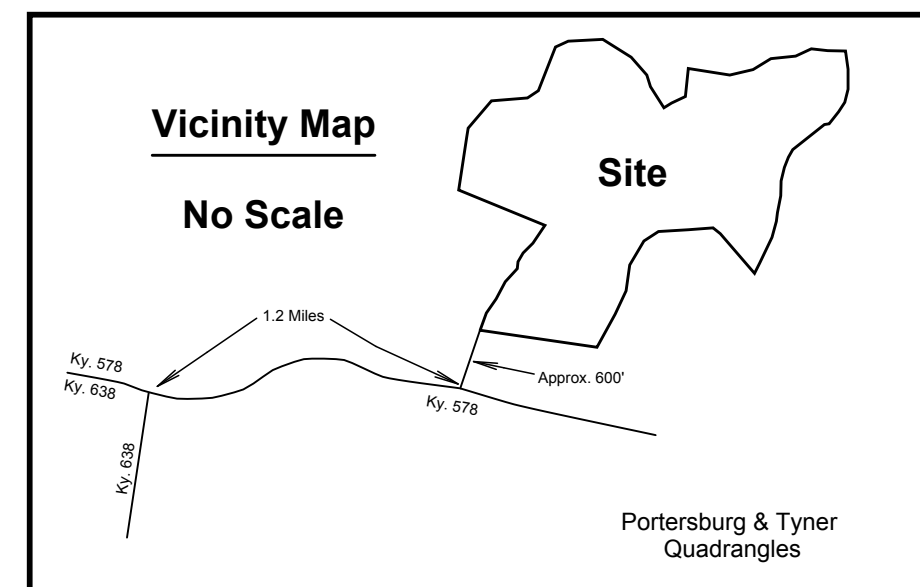 Vicinity Map
No Scale
Site
1.2 Miles
Ky. 578
Ky. 638
Ky. 638
Approx. 600'
Ky. 578
Portersburg & Tyner
Quadrangles